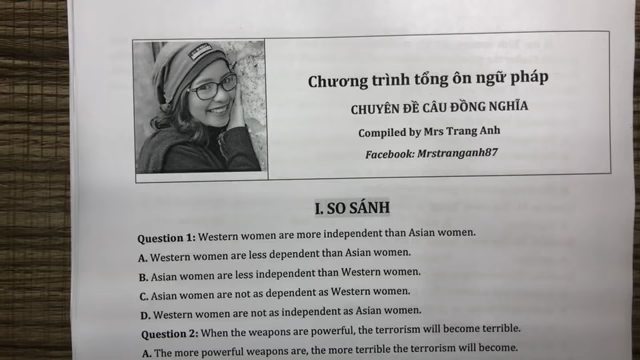 Chương trình tổng ôn ngữ pháp
CHUYÊN ĐỀ CÂU ĐỒNG NGHĨA
Compiled by Mrs Trang Anh
Facebook: Mrstranganh87
I. SO SÁNH
Question 1: Western women are more independent than Asian women.
A. Western women are less dependent than Asian women.
B. Asian women are less independent than Western women.
C. Asian women are not as dependent as Western women.
D. Western women are not as independent as Asian women.
Question 2: When the weapons are powerful, the terrorism will become terrible.
A. The more powerful weapons are, the more terrible the terrorism will become.